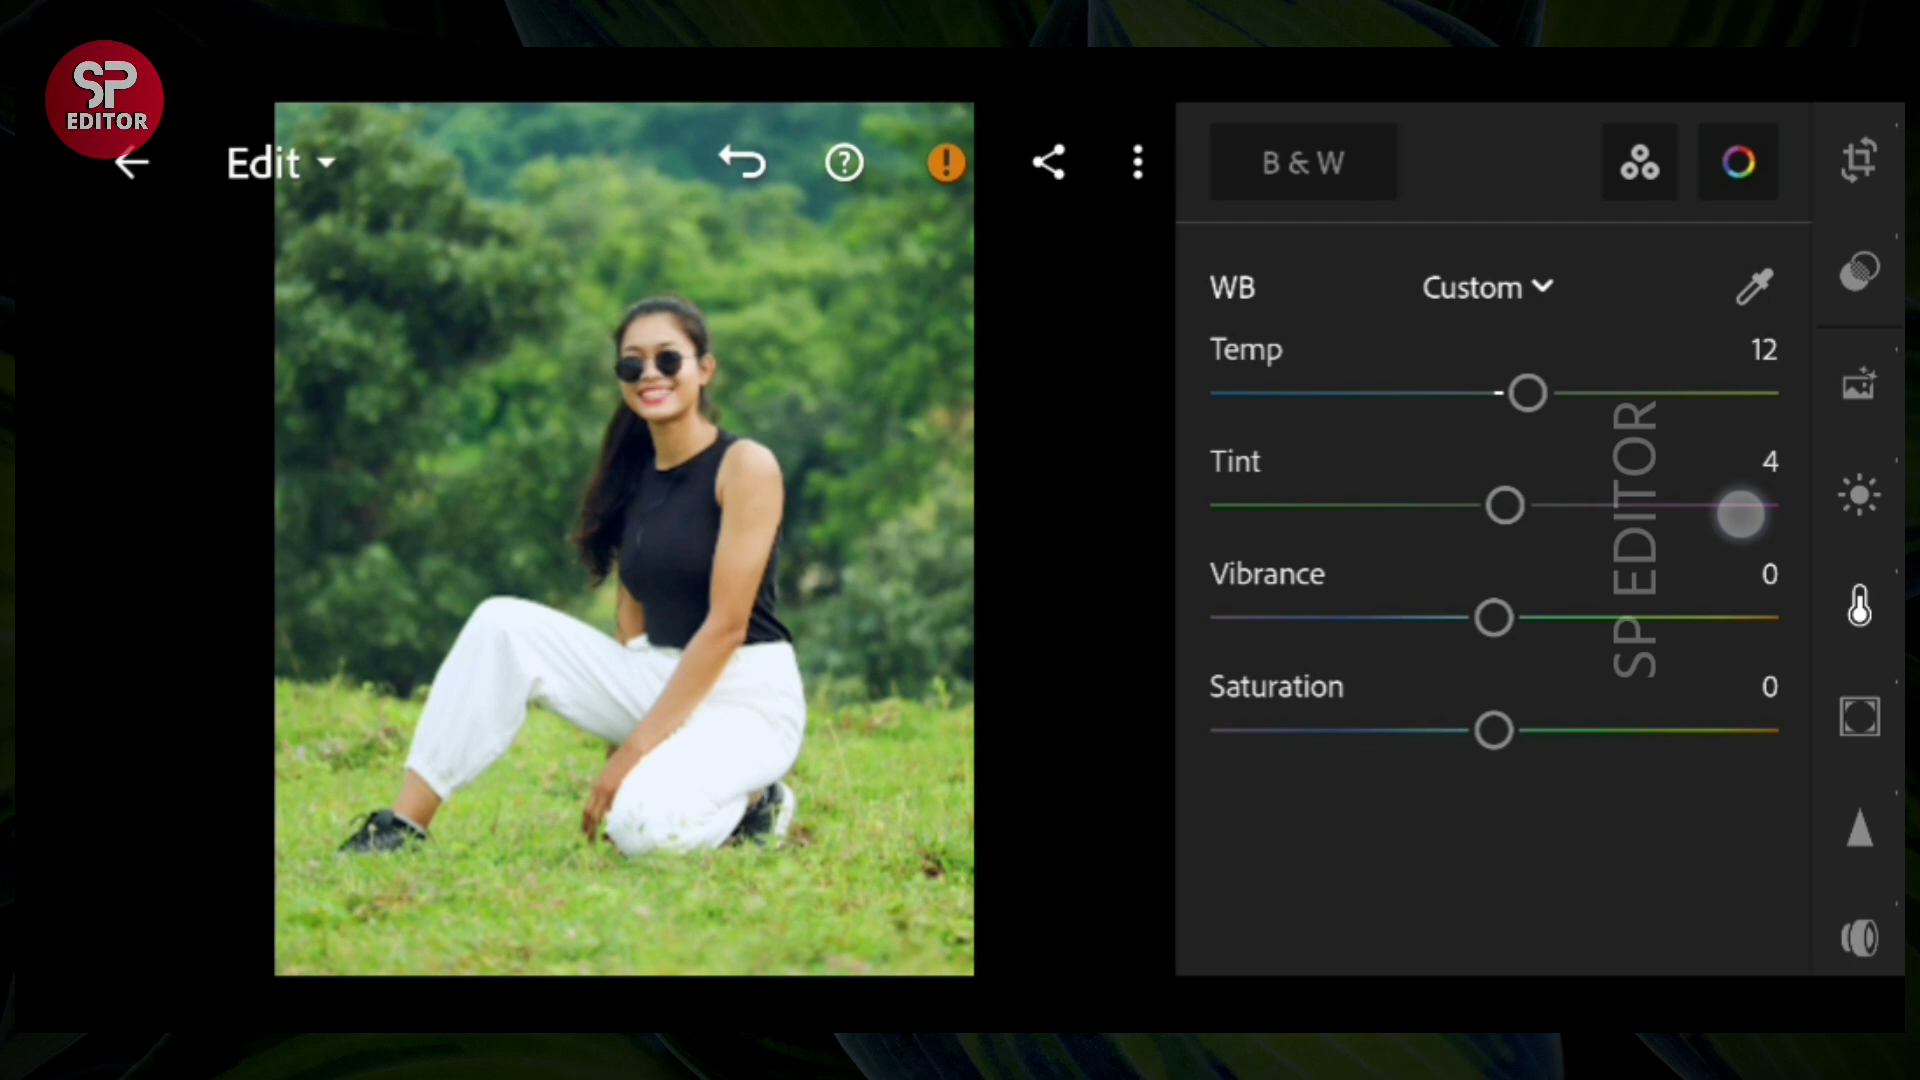 SP
EDITOR
Edit
B & W
WB
Custom
Temp
12
Tint
4
Vibrance
0
Saturation
0
SP EDITOR